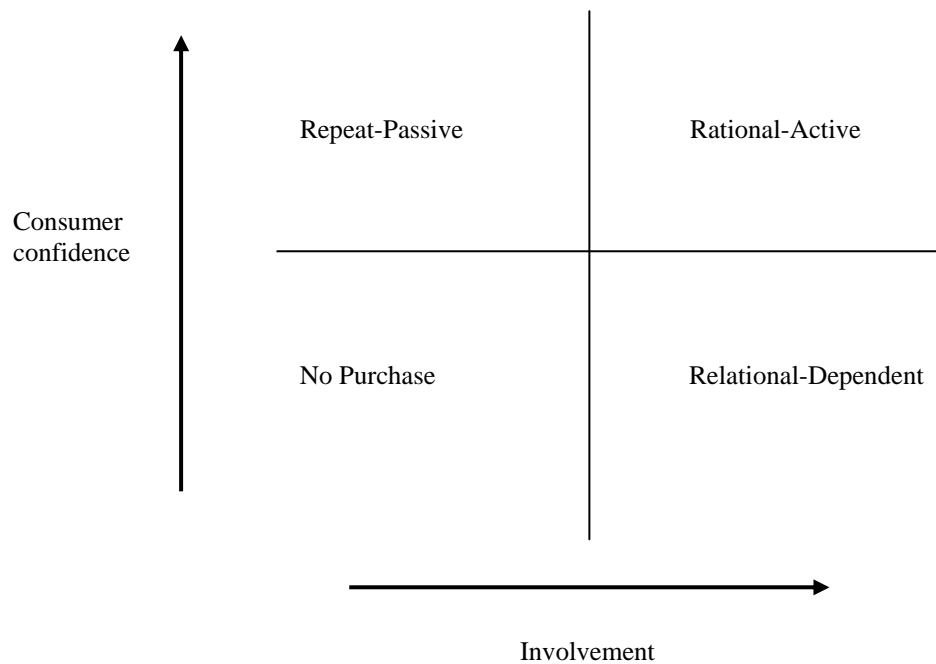 Repeat-Passive
Rational-Active
Consumer
confidence
No Purchase
Relational-Dependent
Involvement